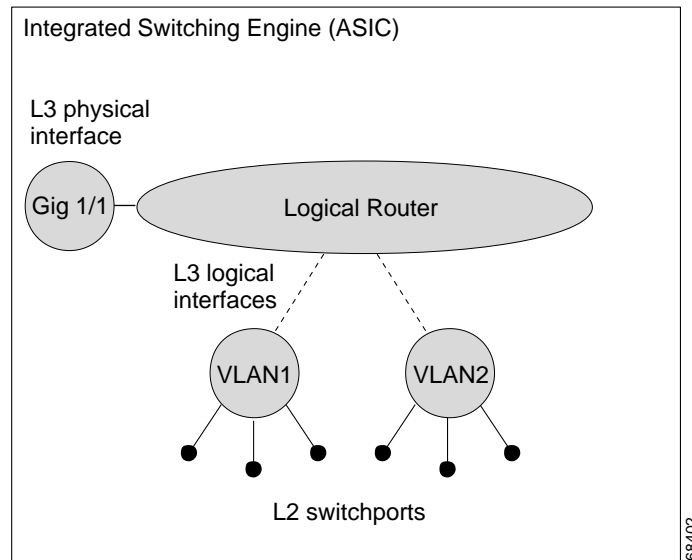 Integrated Switching Engine (ASIC)
L3 physical
interface
Gig 1/1
Logical Router
L3 logical
interfaces
VLAN1
VLAN2
L2 switchports
68402